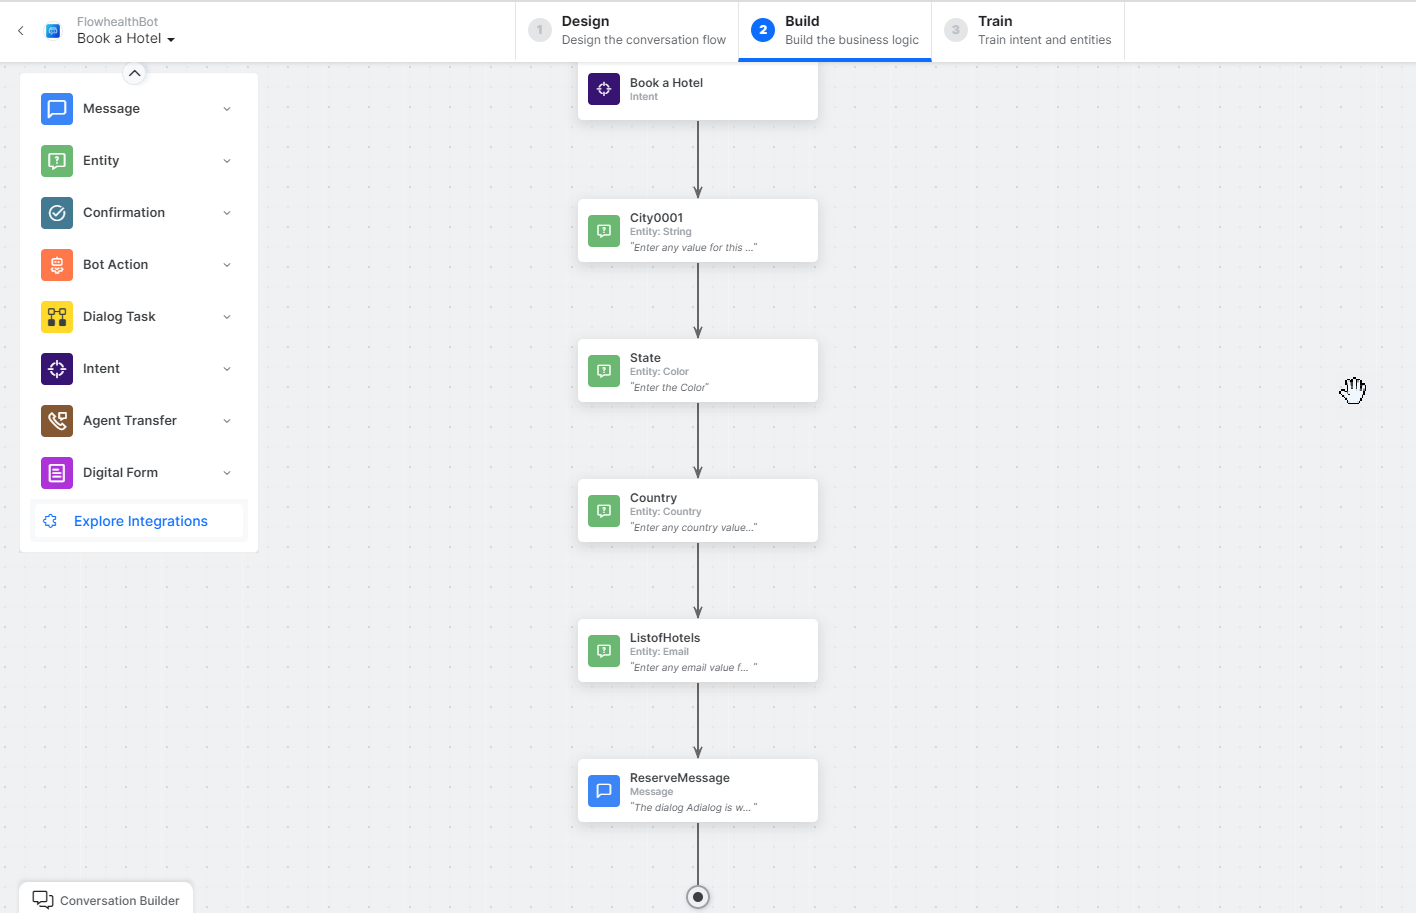 FlowhealthBot
Book a Hotel
1
Design
Design the conversation flow
2
Build
Build the business logic
3
Train
Train intent and entities
Message
Entity
Confirmation
Bot Action
Dialog Task
Intent
Agent Transfer
Digital Form
Explore Integrations
Book a Hotel
Intent
City0001
Entity: String
"Enter any value for this ..."
State
Entity: Color
"Enter the Color"
Country
Entity: Country
"Enter any country value..."
ListofHotels
Entity: Email
"Enter any email value f... "
ReserveMessage
Message
"The dialog Adialog is w... "
Conversation Builder